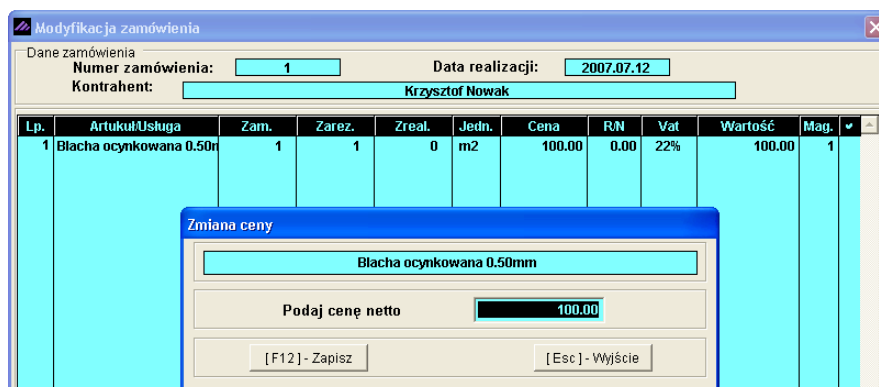 Modyfikacja zamówienia
Dane zamówienia
Numer zamówienia: 1 Data realizacji: 2007.07.12
Kontrahent: Krzysztof Nowak
Lp. Artukuł/Usługa Zam. Zarez. Zreal. Jedn. Cena R/N Vat Wartość Mag.
1 Blacha ocynkowana 0.50m 1 1 0 m2 100.00 0.00 22% 100.00 1
Zmiana ceny
Blacha ocynkowana 0.50mm
Podaj cenę netto 100.00
[ F12 ] - Zapisz [ Esc ] - Wyjście